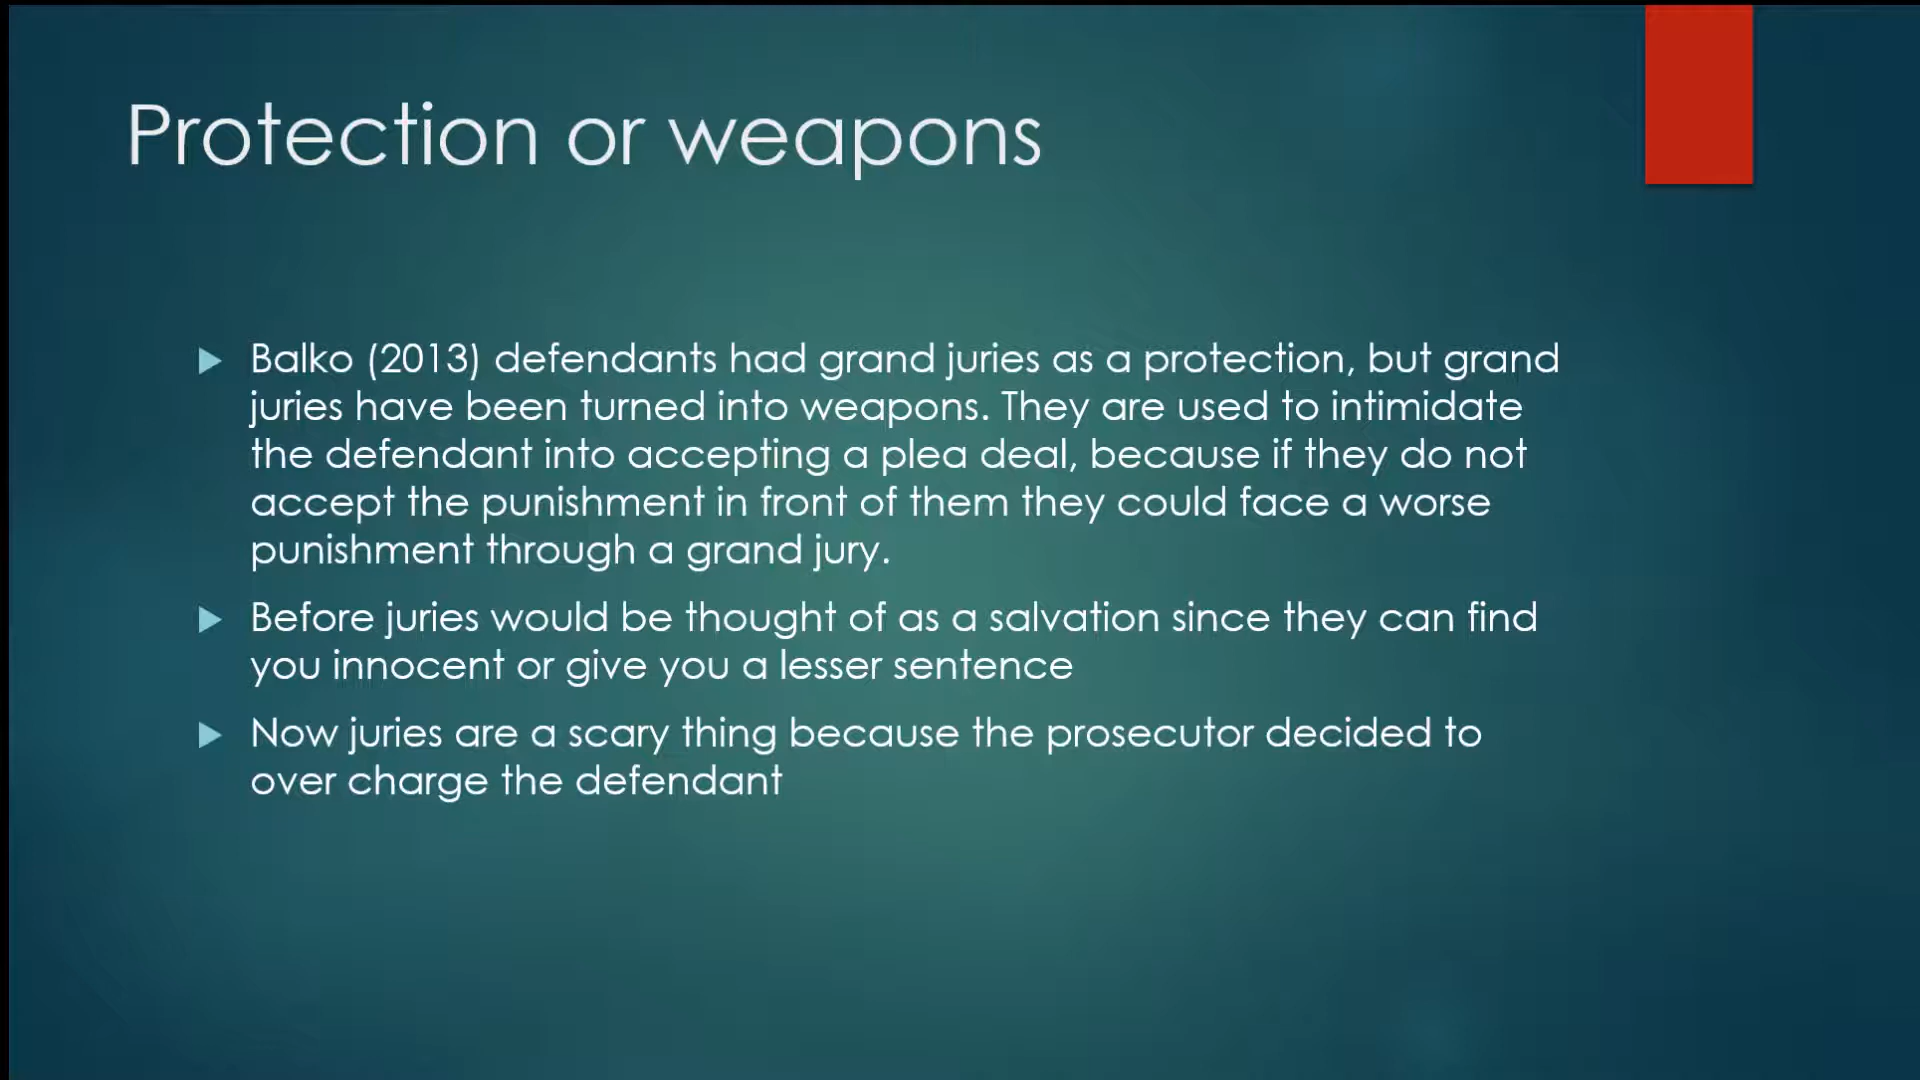 Protection or weapons
Balko (2013) defendants had grand juries as a protection, but grand
juries have been turned into weapons. They are used to intimidate
the defendant into accepting a plea deal, because if they do not
accept the punishment in front of them they could face a worse
punishment through a grand jury.
Before juries would be thought of as a salvation since they can find
you innocent or give you a lesser sentence
Now juries are a scary thing because the prosecutor decided to
over charge the defendant